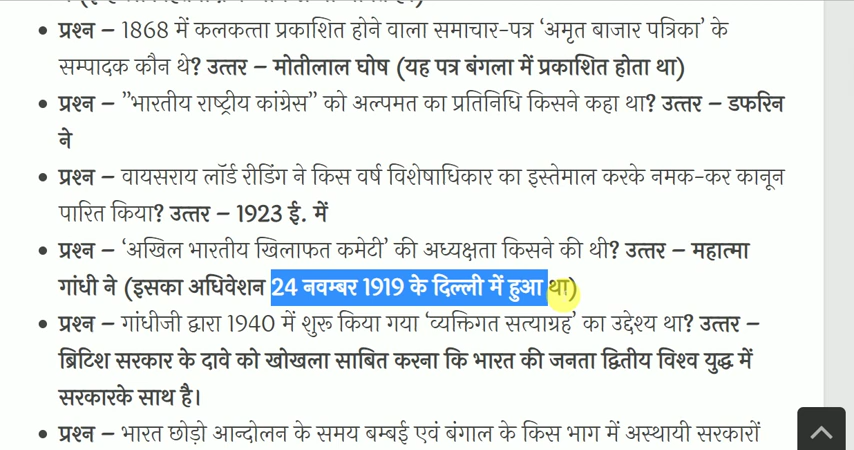 प्रश्न – 1868 में कलकत्ता प्रकाशित होने वाला समाचार-पत्र ‘अमृत बाजार पत्रिका’ के
सम्पादक कौन थे? उत्तर – मोतीलाल घोष (यह पत्र बंगला में प्रकाशित होता था)
प्रश्न – ”भारतीय राष्ट्रीय कांग्रेस” को अल्पमत का प्रतिनिधि किसने कहा था? उत्तर – डफरिन
ने
प्रश्न – वायसराय लॉर्ड रीडिंग ने किस वर्ष विशेषाधिकार का इस्तेमाल करके नमक-कर कानून
पारित किया? उत्तर – 1923 ई. में
प्रश्न – ‘अखिल भारतीय खिलाफत कमेटी’ की अध्यक्षता किसने की थी? उत्तर – महात्मा
गांधी ने (इसका अधिवेशन 24 नवम्बर 1919 के दिल्ली में हुआ था)
प्रश्न – गांधीजी द्वारा 1940 में शुरू किया गया ‘व्यक्तिगत सत्याग्रह’ का उद्देश्य था? उत्तर –
ब्रिटिश सरकार के दावे को खोखला साबित करना कि भारत की जनता द्वितीय विश्व युद्ध में
सरकारके साथ है।
प्रश्न – भारत छोड़ो आन्दोलन के समय बम्बई एवं बंगाल के किस भाग में अस्थायी सरकारों